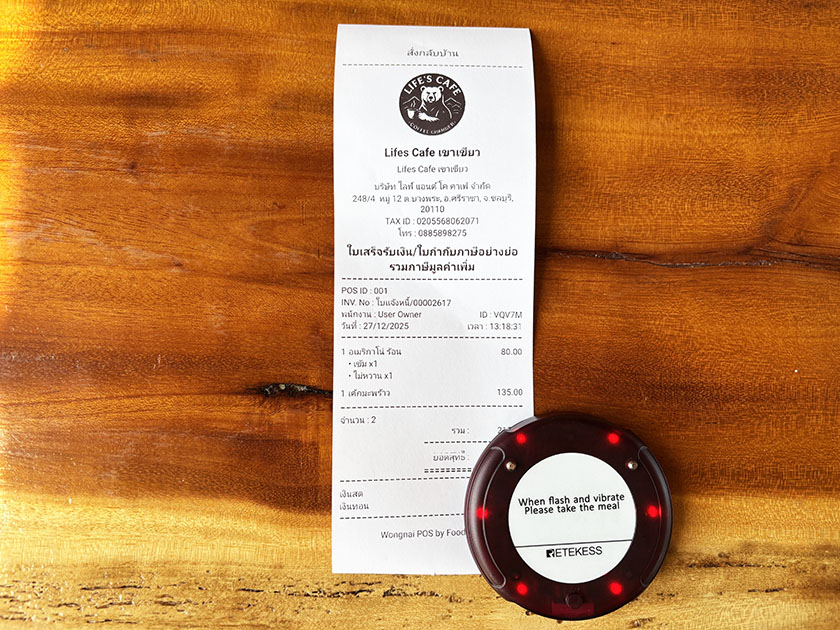 สั่งกลับบ้าน
LIFE'S CAFE
COFFEE CHANGER
Lifes Cafe เขาเขียว
Lifes Cafe เขาเขียว
บริษัท ไลฟ์ แอนด์ โค คาเฟ่ จำกัด
248/4 หมู่ 12 ต.บางพระ, อ.ศรีราชา, จ.ชลบุรี,
20110
TAX ID : 0205568062071
โทร : 0885898275
ใบเสร็จรับเงิน/ใบกำกับภาษีอย่างย่อ
รวมภาษีมูลค่าเพิ่ม
POS ID : 001
INV. No : ใบแจ้งหนี้/00002617
พนักงาน : User Owner ID : VQV7M
วันที่ : 27/12/2025 เวลา : 13:18:31
1 อเมริกาโน่ ร้อน 80.00
• เข้ม x1
• ไม่หวาน x1
1 เค้กมะพร้าว 135.00
จำนวน : 2
รวม :
ยอดสุทธิ :
เงินสด
เงินทอน
Wongnai POS by Food
When flash and vibrate
Please take the meal
RETEKESS